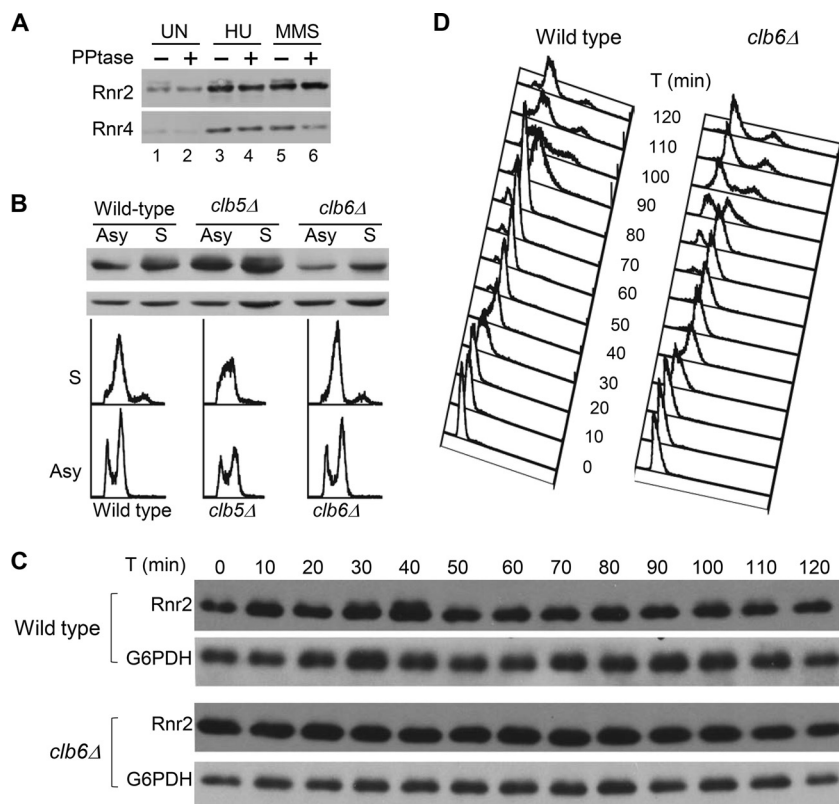 A
UN HU MMS
PPtase − + − + − +
Rnr2
Rnr4
1 2 3 4 5 6
B
Wild-type clb5Δ clb6Δ
Asy S Asy S Asy S
S
Asy
Wild type clb5Δ clb6Δ
D
Wild type clb6Δ
T (min)
120
110
100
90
80
70
60
50
40
30
20
10
0
C
T (min) 0 10 20 30 40 50 60 70 80 90 100 110 120
Wild type
Rnr2
G6PDH
clb6Δ
Rnr2
G6PDH